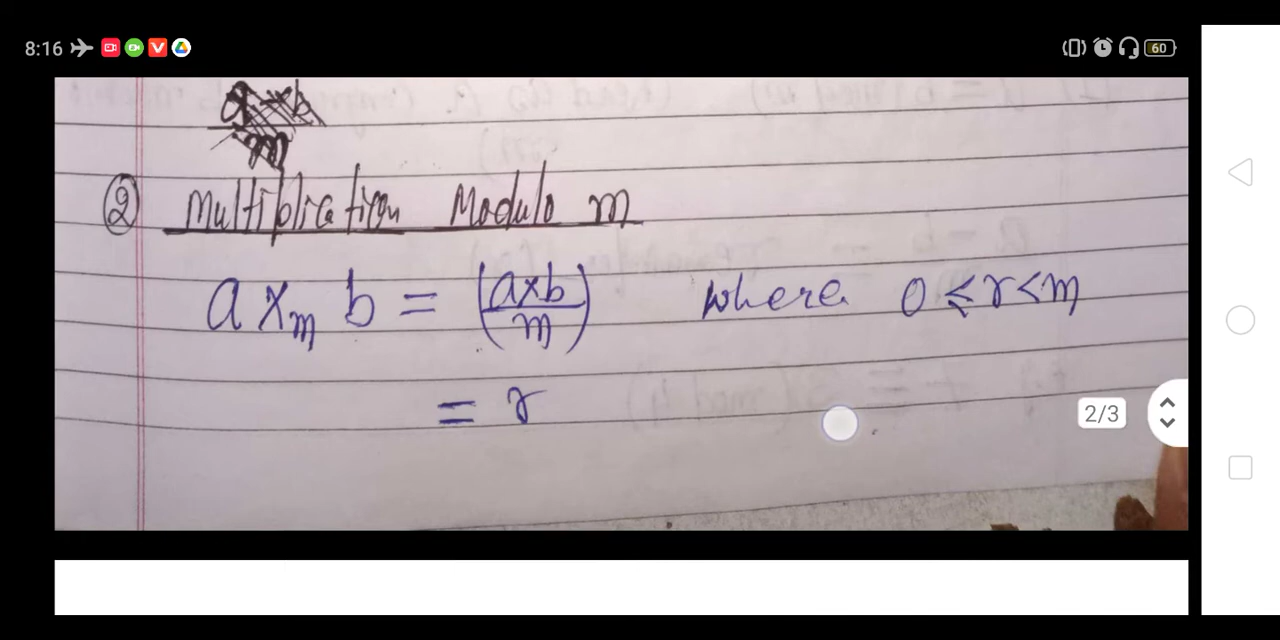 8:16 60
② Multiplication Modulo m
a ×ₘ b = (a×b/m) where 0 ≤ r < m
= r
2/3